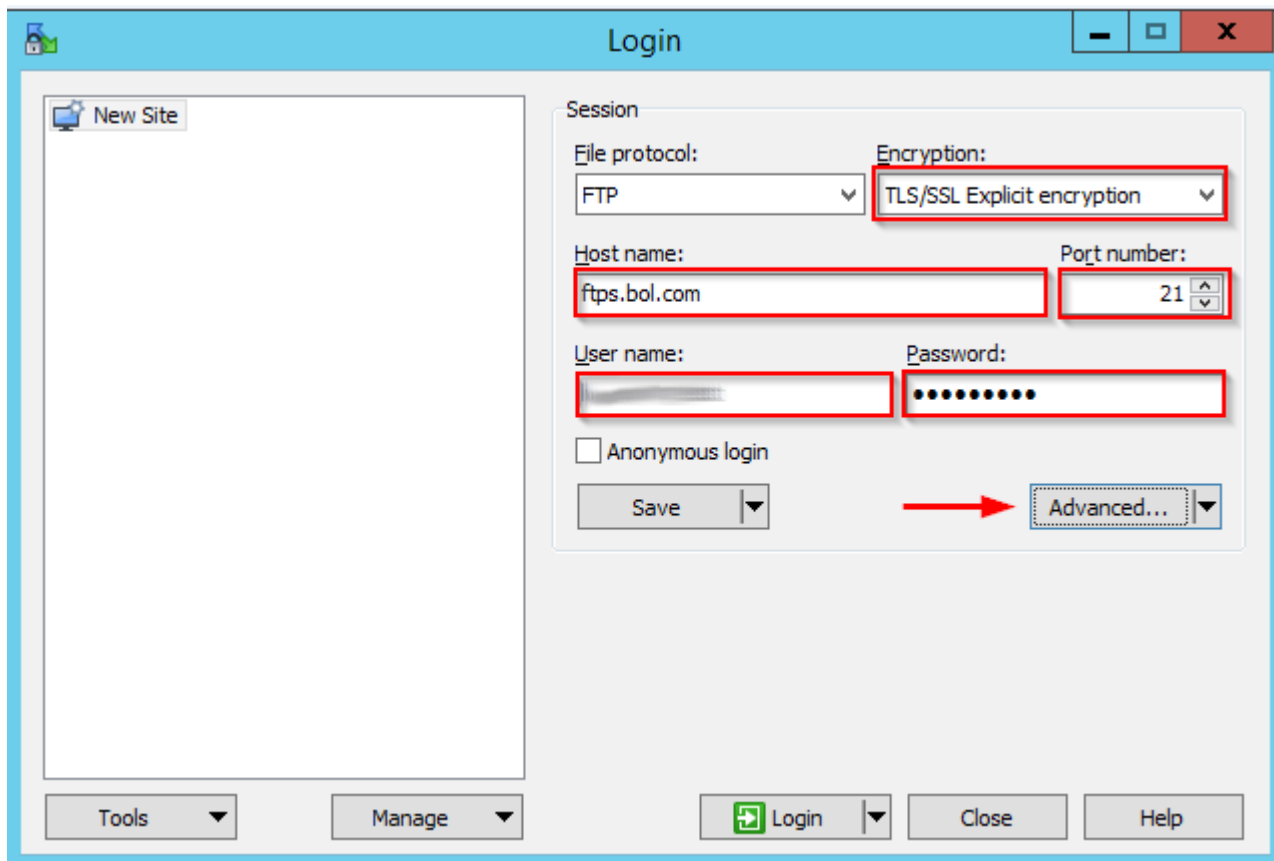 Login
New Site
Session
File protocol: Encryption:
FTP TLS/SSL Explicit encryption
Host name: Port number:
ftps.bol.com 21
User name: Password:
•••••••••
Anonymous login
Save Advanced...
Tools Manage Login Close Help